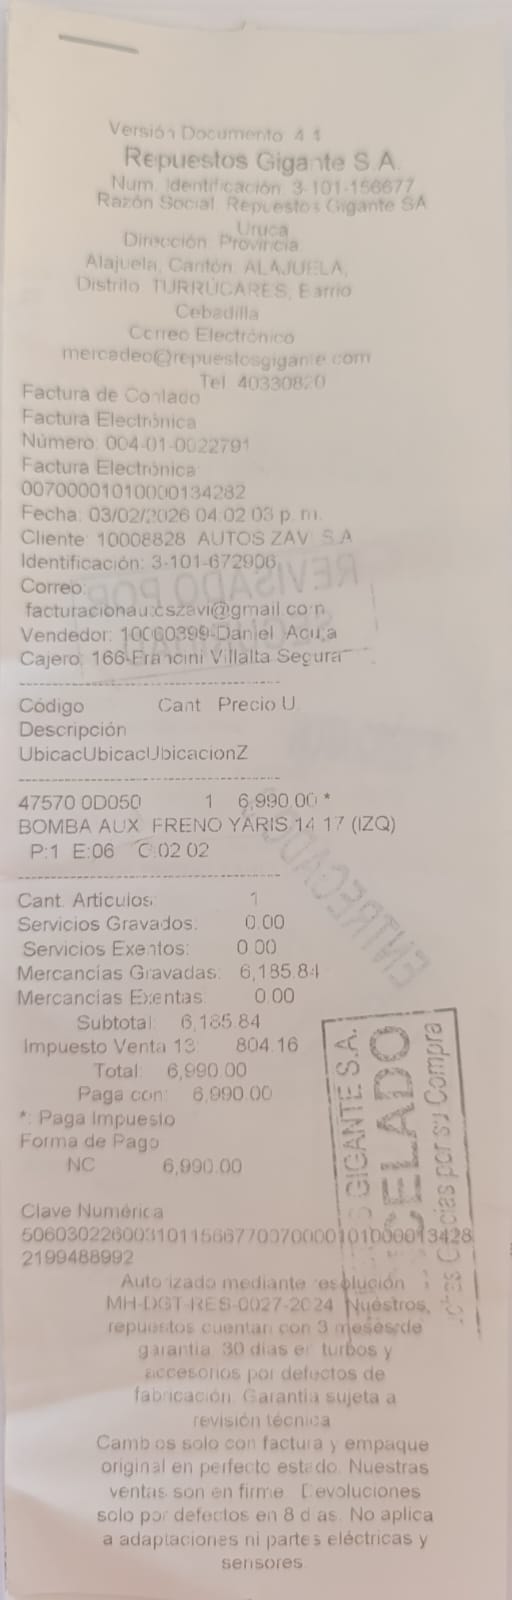 Versión Documento: 4.4
Repuestos Gigante S.A.
Num. Identificación: 3-101-156677
Razón Social: Repuestos Gigante SA
Uruca
Dirección: Provincia:
Alajuela, Cantón: ALAJUELA,
Distrito: TURRÚCARES, Barrio
Cebadilla
Correo Electrónico
mercadeo@repuestosgigante.com
Tel: 40330820
Factura de Contado
Factura Electrónica
Número: 004-01-0022791
Factura Electrónica:
00700001010000134282
Fecha: 03/02/2026 04:02:03 p. m.
Cliente: 10008828 AUTOS ZAVI S.A
Identificación: 3-101-672906
Correo:
facturacionautoszavi@gmail.com
Vendedor: 10000399-Daniel Acuña
Cajero: 166-Francini Villalta Segura
Código Cant Precio U.
Descripción
UbicacUbicacUbicacionZ
47570 0D050 1 6,990.00 *
BOMBA AUX. FRENO YARIS 14 17 (IZQ)
P:1 E:06 C:02 02
Cant. Articulos: 1
Servicios Gravados: 0.00
Servicios Exentos: 0.00
Mercancias Gravadas: 6,185.84
Mercancias Exentas: 0.00
Subtotal: 6,185.84
Impuesto Venta 13: 804.16
Total: 6,990.00
Paga con: 6,990.00
*: Paga Impuesto
Forma de Pago
NC 6,990.00
GIGANTE S.A.
CELADO
Gracias por su Compra
REVISADO POR
SEGURIDAD
ENTREGADO
Clave Numérica
5060302260031011566770070000101000013428
2199488992
Autorizado mediante resolución
MH-DGT-RES-0027-2024 Nuestros
repuestos cuentan con 3 meses de
garantia, 30 dias en turbos y
accesorios por defectos de
fabricación. Garantia sujeta a
revisión técnica
Cambios solo con factura y empaque
original en perfecto estado. Nuestras
ventas son en firme. Devoluciones
solo por defectos en 8 dias. No aplica
a adaptaciones ni partes eléctricas y
sensores